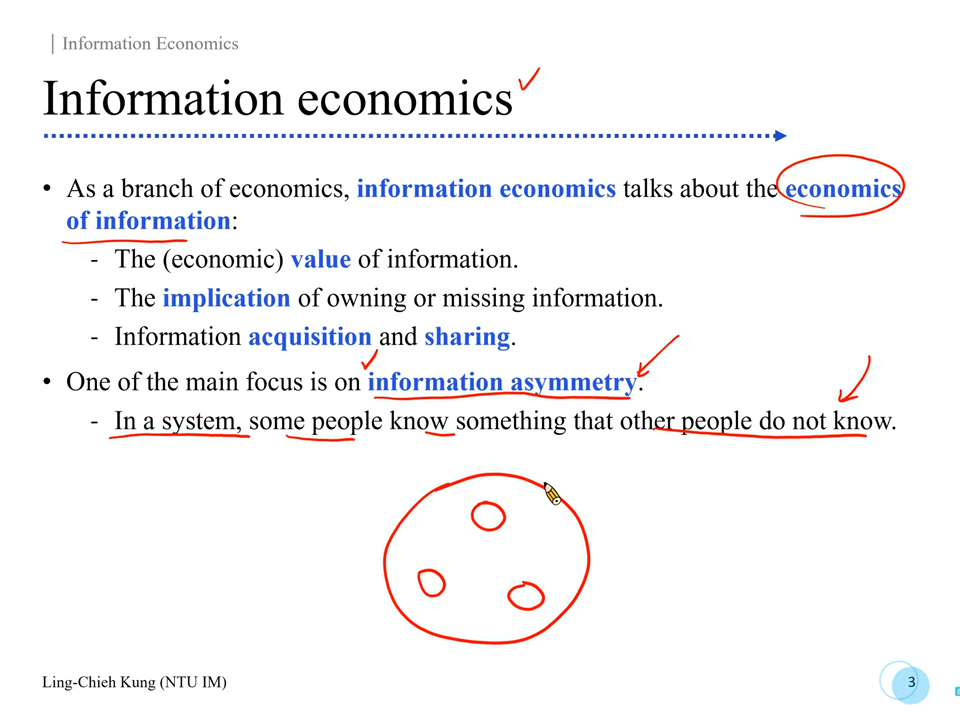 Information Economics
Information economics
• As a branch of economics, information economics talks about the economics
of information:
- The (economic) value of information.
- The implication of owning or missing information.
- Information acquisition and sharing.
• One of the main focus is on information asymmetry.
- In a system, some people know something that other people do not know.
Ling-Chieh Kung (NTU IM)
3